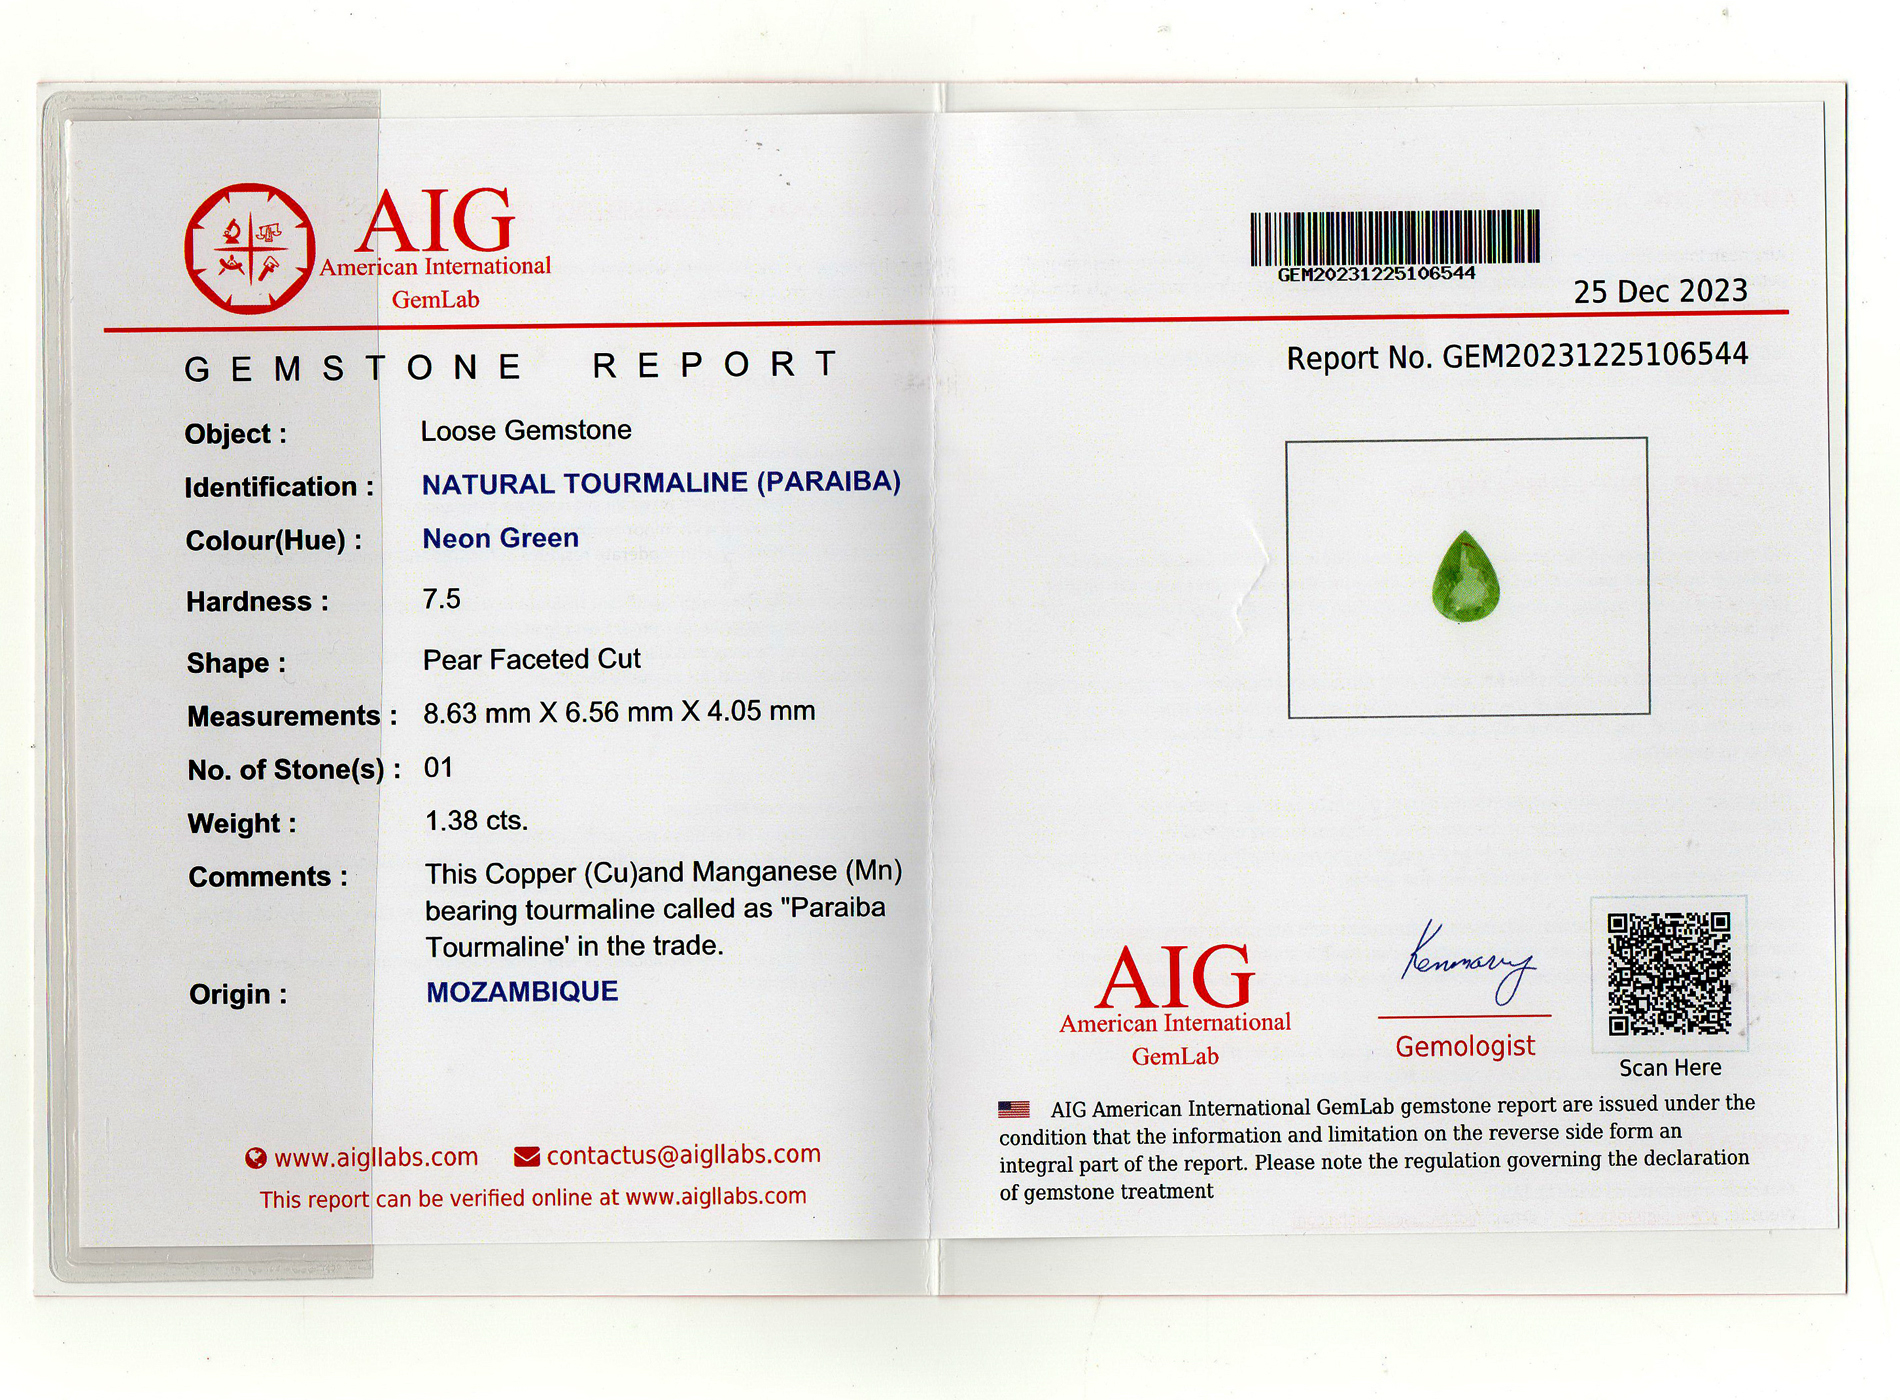 AIG
American International
GemLab
GEM20231225106544
25 Dec 2023
GEMSTONE REPORT
Report No. GEM20231225106544
Object : Loose Gemstone
Identification : NATURAL TOURMALINE (PARAIBA)
Colour(Hue) : Neon Green
Hardness : 7.5
Shape : Pear Faceted Cut
Measurements : 8.63 mm X 6.56 mm X 4.05 mm
No. of Stone(s) : 01
Weight : 1.38 cts.
Comments : This Copper (Cu)and Manganese (Mn)
bearing tourmaline called as "Paraiba
Tourmaline' in the trade.
Origin : MOZAMBIQUE
www.aigllabs.com contactus@aigllabs.com
This report can be verified online at www.aigllabs.com
AIG
American International
GemLab
Gemologist
Scan Here
AIG American International GemLab gemstone report are issued under the
condition that the information and limitation on the reverse side form an
integral part of the report. Please note the regulation governing the declaration
of gemstone treatment